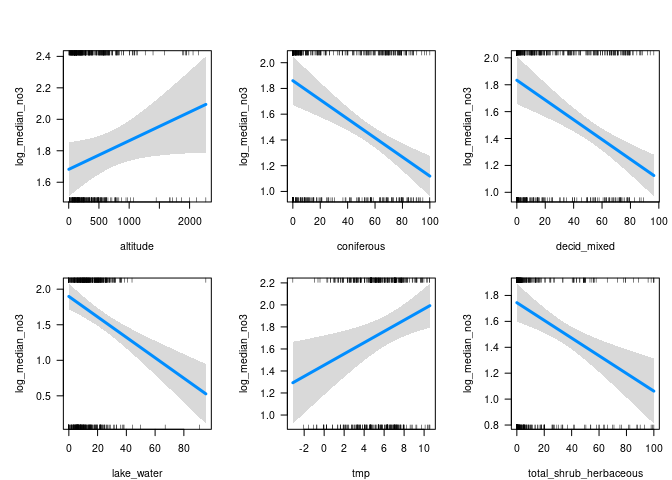 log_median_no3
2.4
2.2
2.0
1.8
1.6
0 500 1000 2000
altitude
log_median_no3
2.0
1.8
1.6
1.4
1.2
1.0
0 20 40 60 80 100
coniferous
log_median_no3
2.0
1.8
1.6
1.4
1.2
1.0
0 20 40 60 80 100
decid_mixed
log_median_no3
2.0
1.5
1.0
0.5
0 20 40 60 80
lake_water
log_median_no3
2.2
2.0
1.8
1.6
1.4
1.2
1.0
-2 0 2 4 6 8 10
tmp
log_median_no3
1.8
1.6
1.4
1.2
1.0
0.8
0 20 40 60 80 100
total_shrub_herbaceous